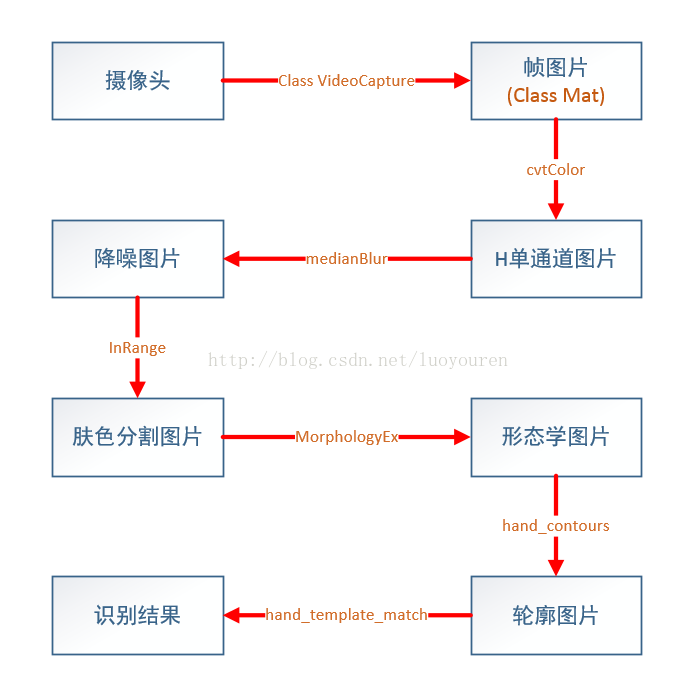 摄像头
Class VideoCapture
帧图片
(Class Mat)
cvtColor
H单通道图片
medianBlur
降噪图片
InRange
http://blog.csdn.net/luoyouren
肤色分割图片
MorphologyEx
形态学图片
hand_contours
轮廓图片
hand_template_match
识别结果